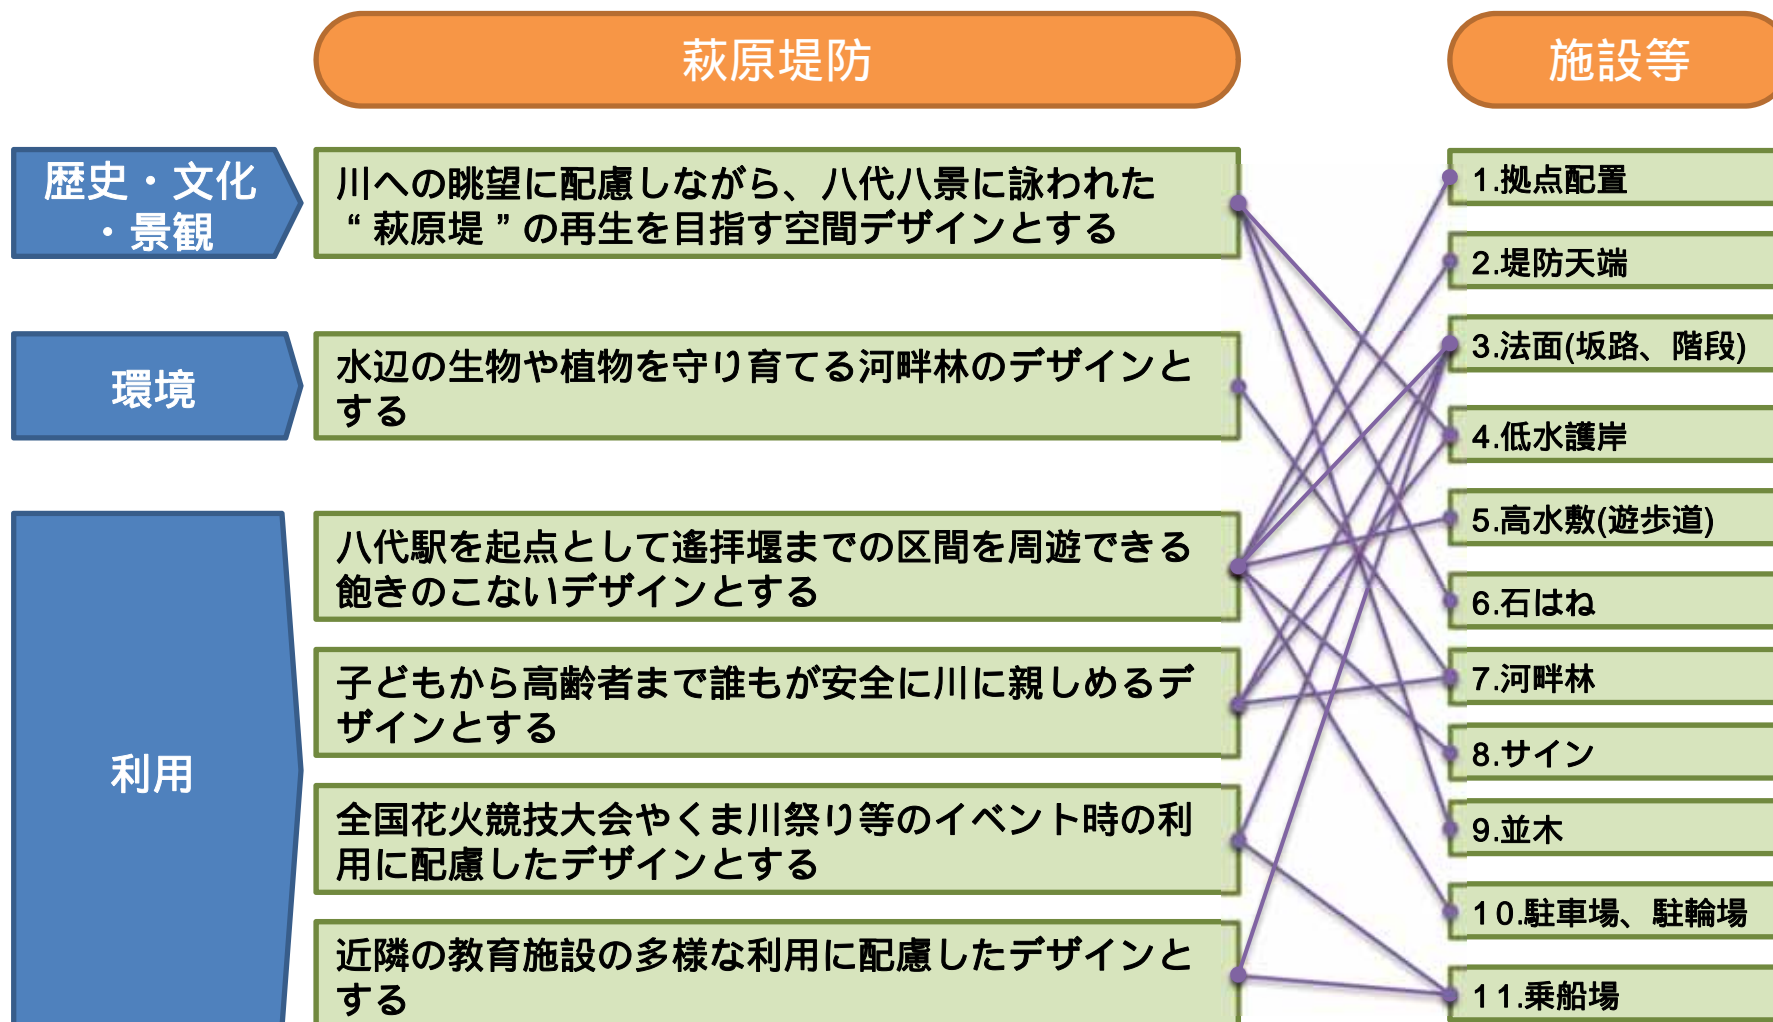 萩原堤防
施設等
歴史・文化
・景観
川への眺望に配慮しながら、八代八景に詠われた
“萩原堤”の再生を目指す空間デザインとする
環境
水辺の生物や植物を守り育てる河畔林のデザインと
する
利用
八代駅を起点として遙拝堰までの区間を周遊できる
飽きのこないデザインとする
子どもから高齢者まで誰もが安全に川に親しめるデ
ザインとする
全国花火競技大会やくま川祭り等のイベント時の利
用に配慮したデザインとする
近隣の教育施設の多様な利用に配慮したデザインと
する
1.拠点配置
2.堤防天端
3.法面(坂路、階段)
4.低水護岸
5.高水敷(遊歩道)
6.石はね
7.河畔林
8.サイン
9.並木
10.駐車場、駐輪場
11.乗船場